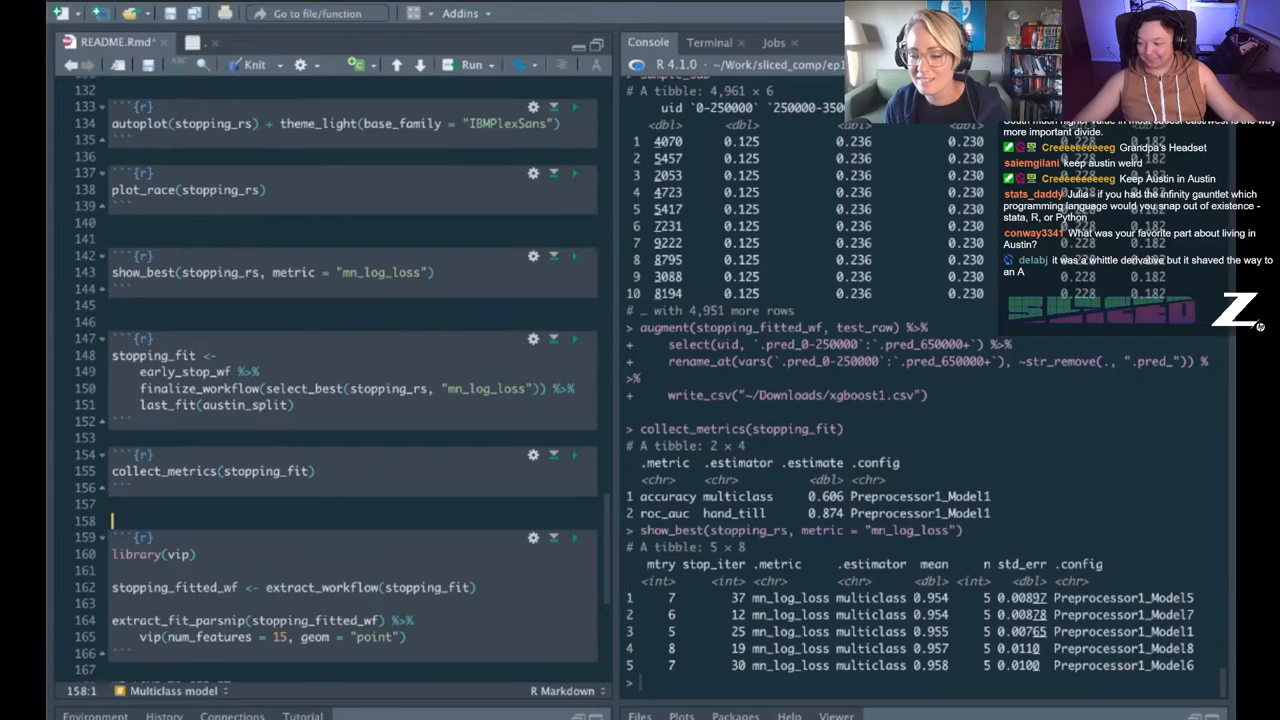 Go to file/function
Addins
README.Rmd*
Knit
Run
132
133 ```{r}
134 autoplot(stopping_rs) + theme_light(base_family = "IBMPlexSans")
135 ```
136
137 ```{r}
138 plot_race(stopping_rs)
139 ```
140
141
142 ```{r}
143 show_best(stopping_rs, metric = "mn_log_loss")
144 ```
145
146
147 ```{r}
148 stopping_fit <-
149 early_stop_wf %>%
150 finalize_workflow(select_best(stopping_rs, "mn_log_loss")) %>%
151 last_fit(austin_split)
152 ```
153
154 ```{r}
155 collect_metrics(stopping_fit)
156 ```
157
158
159 ```{r}
160 library(vip)
161
162 stopping_fitted_wf <- extract_workflow(stopping_fit)
163
164 extract_fit_parsnip(stopping_fitted_wf) %>%
165 vip(num_features = 15, geom = "point")
166 ```
167
158:1 Multiclass model R Markdown
Environment History Connections Tutorial
Console Terminal Jobs
R 4.1.0 · ~/Work/sliced_comp/ep1
# A tibble: 4,961 × 6
uid `0-250000` `250000-350
<dbl> <dbl> <dbl> <dbl>
1 4070 0.125 0.236 0.230
2 5457 0.125 0.236 0.230
3 2053 0.125 0.236 0.230
4 4723 0.125 0.236 0.230
5 5417 0.125 0.236 0.230
6 7231 0.125 0.236 0.230
7 9222 0.125 0.236 0.230
8 8795 0.125 0.236 0.230
9 3088 0.125 0.236 0.230 0.228 0.182
10 8194 0.125 0.236 0.230 0.228 0.182
# … with 4,951 more rows
> augment(stopping_fitted_wf, test_raw) %>%
+ select(uid, `.pred_0-250000`:`.pred_650000+`) %>%
+ rename_at(vars(`.pred_0-250000`:`.pred_650000+`), ~str_remove(., ".pred_")) %
>%
+ write_csv("~/Downloads/xgboost1.csv")
> collect_metrics(stopping_fit)
# A tibble: 2 × 4
.metric .estimator .estimate .config
<chr> <chr> <dbl> <chr>
1 accuracy multiclass 0.606 Preprocessor1_Model1
2 roc_auc hand_till 0.874 Preprocessor1_Model1
> show_best(stopping_rs, metric = "mn_log_loss")
# A tibble: 5 × 8
mtry stop_iter .metric .estimator mean n std_err .config
<int> <int> <chr> <chr> <dbl> <int> <dbl> <chr>
1 7 37 mn_log_loss multiclass 0.954 5 0.00897 Preprocessor1_Model5
2 6 12 mn_log_loss multiclass 0.954 5 0.00878 Preprocessor1_Model7
3 5 25 mn_log_loss multiclass 0.955 5 0.00765 Preprocessor1_Model1
4 8 19 mn_log_loss multiclass 0.957 5 0.0110 Preprocessor1_Model8
5 7 30 mn_log_loss multiclass 0.958 5 0.0100 Preprocessor1_Model6
>
Files Plots Packages Help Viewer
more important divide.
Creeeeeeeeeg Grandpa's Headset
saiemgilani keep austin weird
Creeeeeeeeeg Keep Austin in Austin
stats_daddy Julia - if you had the infinity gauntlet which
programming language would you snap out of existence -
stata, R, or Python
conway3341 What was your favorite part about living in
Austin?
delabj it was a whittle derivative but it shaved the way to
an A
SLICED
Z
hp